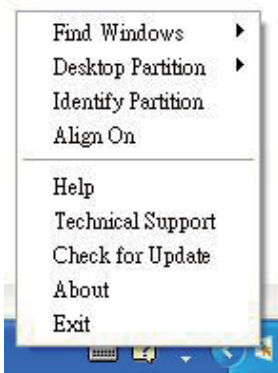 Find Windows
Desktop Partition
Identify Partition
Align On
Help
Technical Support
Check for Update
About
Exit